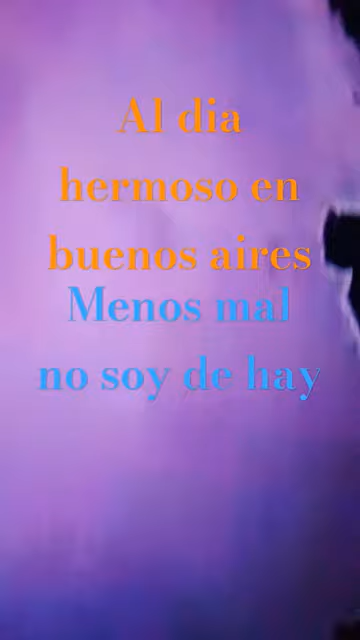 Al dia
hermoso en
buenos aires
Menos mal
no soy de hay